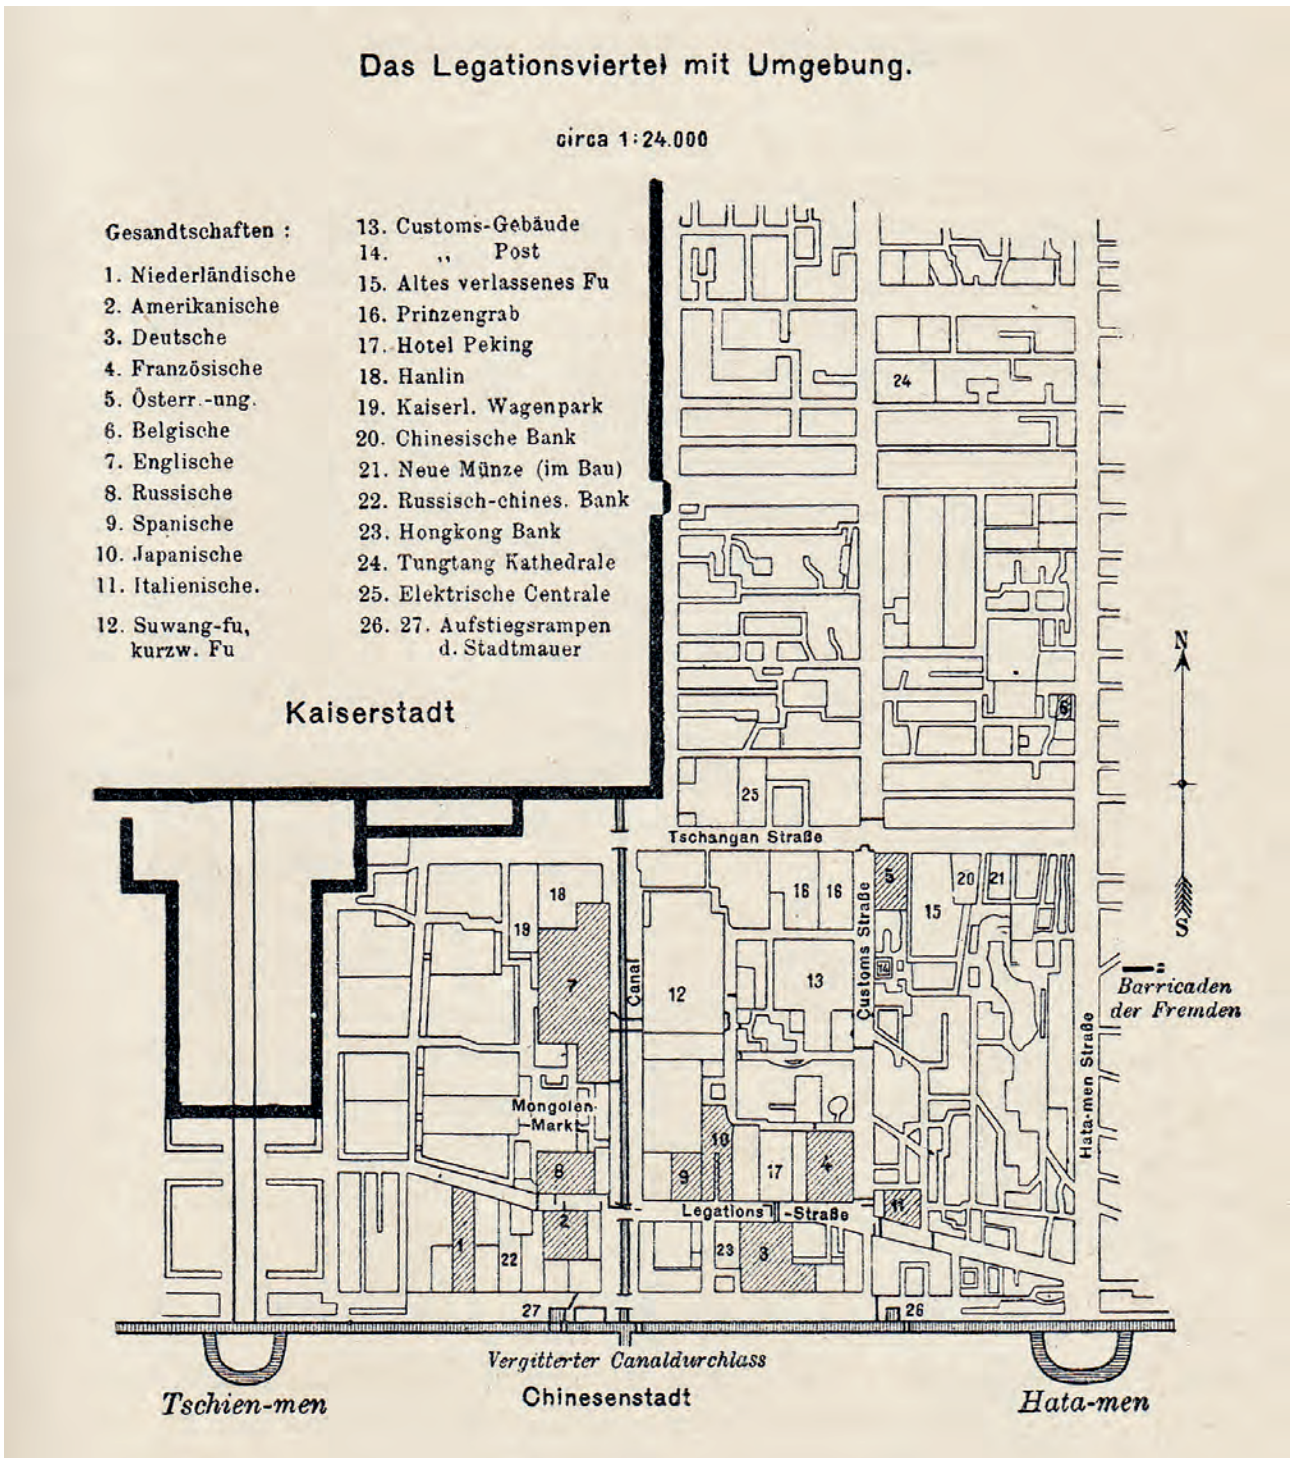 Das Legationsviertel mit Umgebung.
circa 1:24.000
Gesandtschaften :
1. Niederländische
2. Amerikanische
3. Deutsche
4. Französische
5. Österr.-ung.
6. Belgische
7. Englische
8. Russische
9. Spanische
10. Japanische
11. Italienische.
12. Suwang-fu,
kurzw. Fu
13. Customs-Gebäude
14. ,, Post
15. Altes verlassenes Fu
16. Prinzengrab
17. Hotel Peking
18. Hanlin
19. Kaiserl. Wagenpark
20. Chinesische Bank
21. Neue Münze (im Bau)
22. Russisch-chines. Bank
23. Hongkong Bank
24. Tungtang Kathedrale
25. Elektrische Centrale
26. 27. Aufstiegsrampen
d. Stadtmauer
24
N
S
Kaiserstadt
6
25
Tschangan Straße
18
19
7
Canal
12
16
16
13
Customs Straße
5
15
20
21
14
Barricaden
der Fremden
Hata-men Straße
Mongolen-
Markt
8
9
10
17
4
11
Legations-Straße
1
22
2
23
3
27
26
Vergitterter Canaldurchlass
Tschien-men
Chinesenstadt
Hata-men